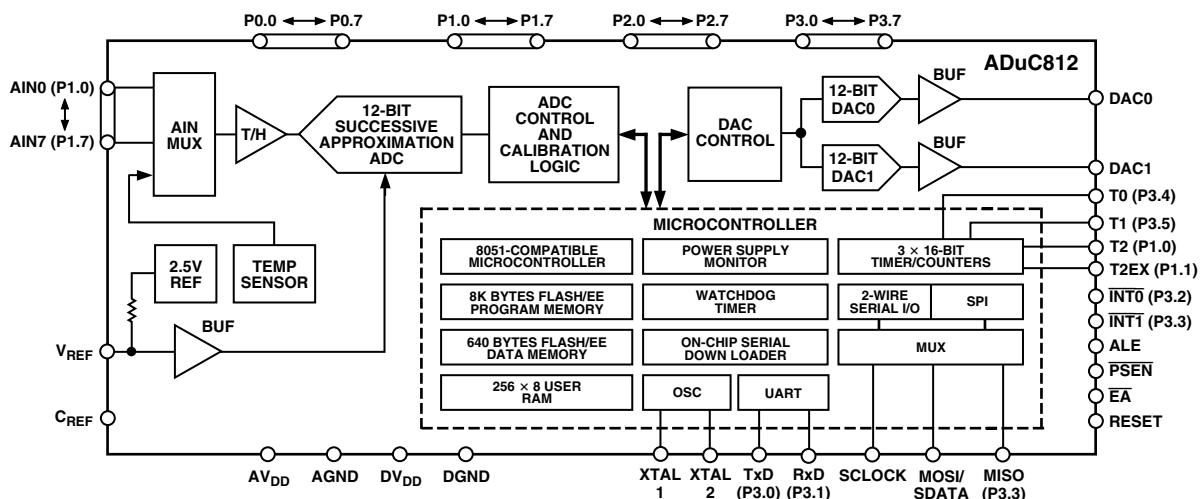 P0.0 P0.7
P1.0 P1.7
P2.0 P2.7
P3.0 P3.7
ADuC812
AIN0 (P1.0)
AIN7 (P1.7)
AIN
MUX
T/H
12-BIT
SUCCESSIVE
APPROXIMATION
ADC
ADC
CONTROL
AND
CALIBRATION
LOGIC
DAC
CONTROL
12-BIT
DAC0
BUF
DAC0
12-BIT
DAC1
BUF
DAC1
T0 (P3.4)
T1 (P3.5)
T2 (P1.0)
T2EX (P1.1)
INT0 (P3.2)
INT1 (P3.3)
ALE
PSEN
EA
RESET
2.5V
REF
TEMP
SENSOR
BUF
VREF
CREF
MICROCONTROLLER
8051-COMPATIBLE
MICROCONTROLLER
POWER SUPPLY
MONITOR
3 × 16-BIT
TIMER/COUNTERS
8K BYTES FLASH/EE
PROGRAM MEMORY
WATCHDOG
TIMER
2-WIRE
SERIAL I/O
SPI
640 BYTES FLASH/EE
DATA MEMORY
ON-CHIP SERIAL
DOWN LOADER
MUX
256 × 8 USER
RAM
OSC
UART
AVDD
AGND
DVDD
DGND
XTAL
1
XTAL
2
TxD
(P3.0)
RxD
(P3.1)
SCLOCK
MOSI/
SDATA
MISO
(P3.3)